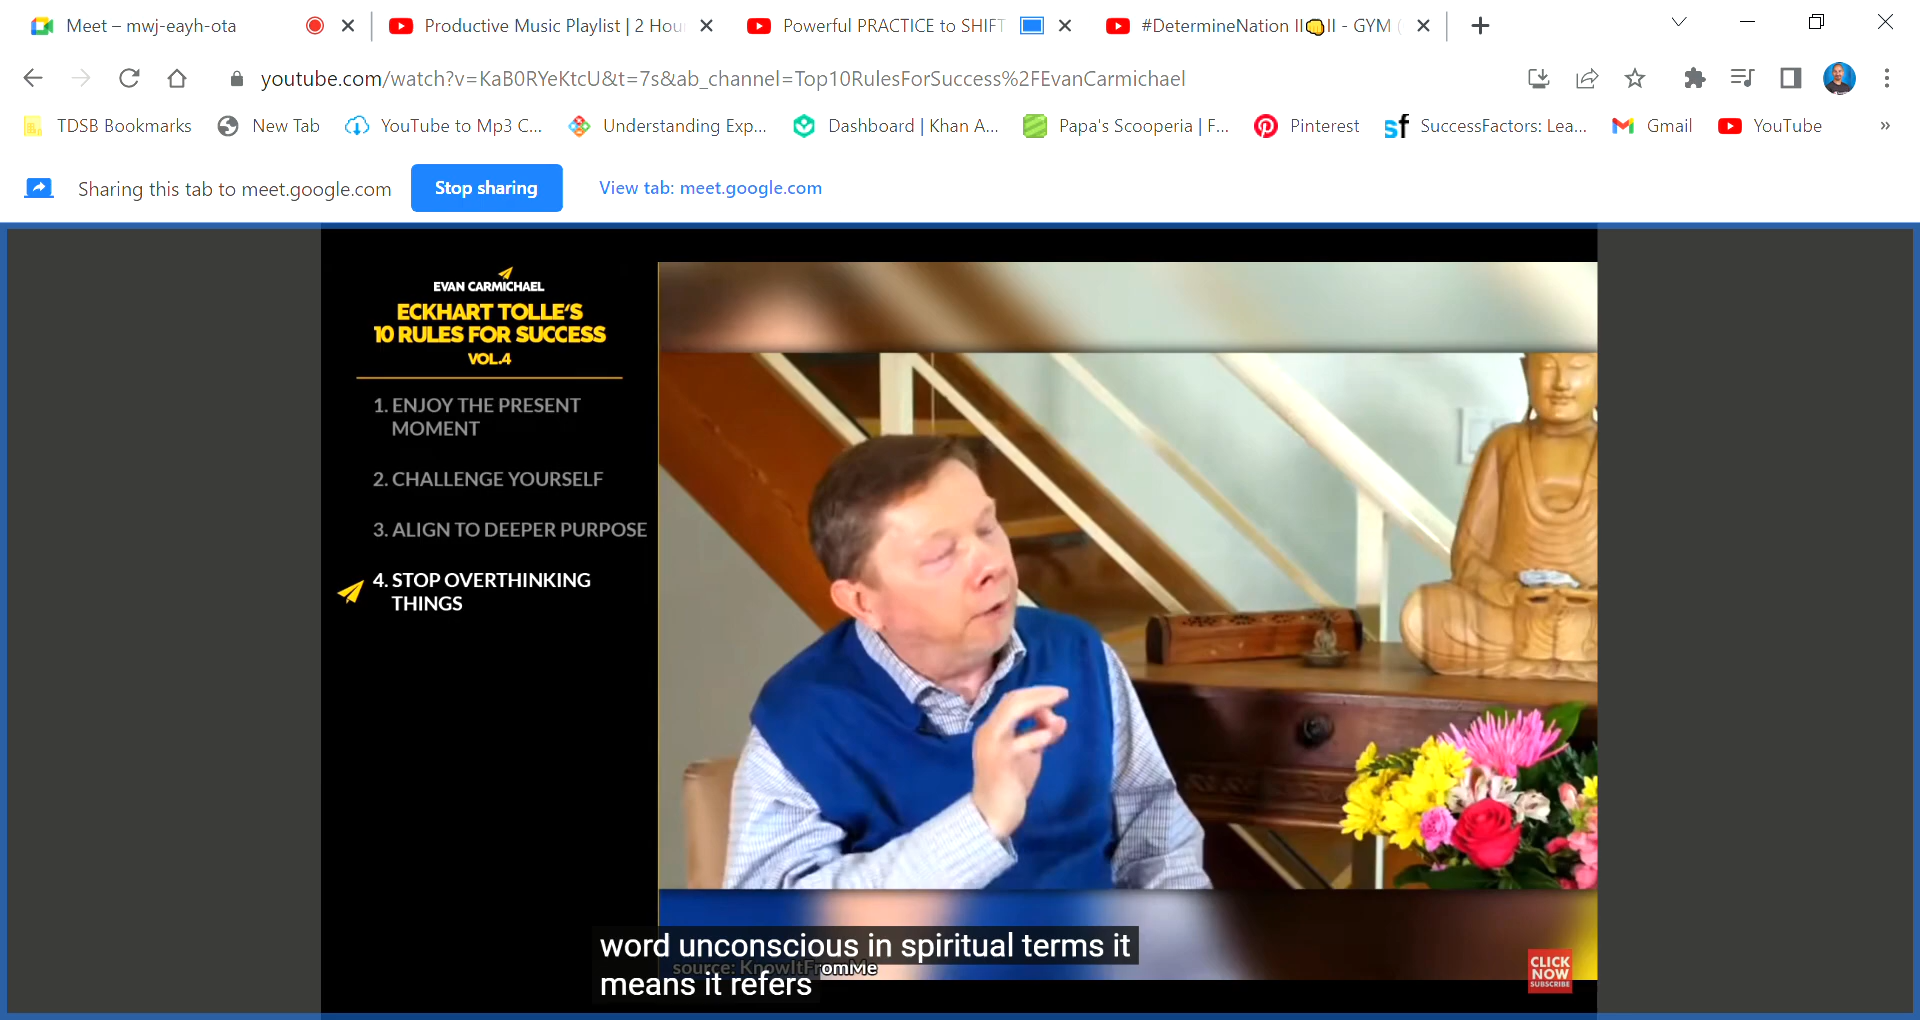 Meet – mwj-eayh-ota
Productive Music Playlist | 2 Hou
Powerful PRACTICE to SHIFT
#DetermineNation II👊II - GYM (
youtube.com/watch?v=KaB0RYeKtcU&t=7s&ab_channel=Top10RulesForSuccess%2FEvanCarmichael
TDSB Bookmarks
New Tab
YouTube to Mp3 C...
Understanding Exp...
Dashboard | Khan A...
Papa's Scooperia | F...
Pinterest
sf SuccessFactors: Lea...
Gmail
YouTube
»
Sharing this tab to meet.google.com
Stop sharing
View tab: meet.google.com
EVAN CARMICHAEL
ECKHART TOLLE'S
10 RULES FOR SUCCESS
VOL.4
1. ENJOY THE PRESENT
MOMENT
2. CHALLENGE YOURSELF
3. ALIGN TO DEEPER PURPOSE
4. STOP OVERTHINKING
THINGS
word unconscious in spiritual terms it
source: KnowItFromMe
means it refers
CLICK
NOW
SUBSCRIBE